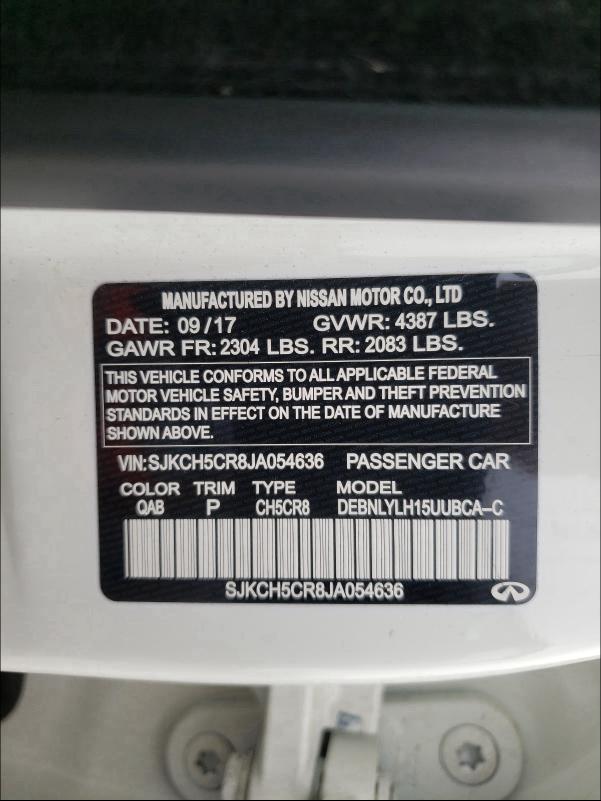 MANUFACTURED BY NISSAN MOTOR CO., LTD
DATE: 09/17 GVWR: 4387 LBS.
GAWR FR: 2304 LBS. RR: 2083 LBS.
THIS VEHICLE CONFORMS TO ALL APPLICABLE FEDERAL
MOTOR VEHICLE SAFETY, BUMPER AND THEFT PREVENTION
STANDARDS IN EFFECT ON THE DATE OF MANUFACTURE
SHOWN ABOVE.
VIN:SJKCH5CR8JA054636 PASSENGER CAR
COLOR TRIM TYPE MODEL
QAB P CH5CR8 DEBNLYLH15UUBCA-C
SJKCH5CR8JA054636